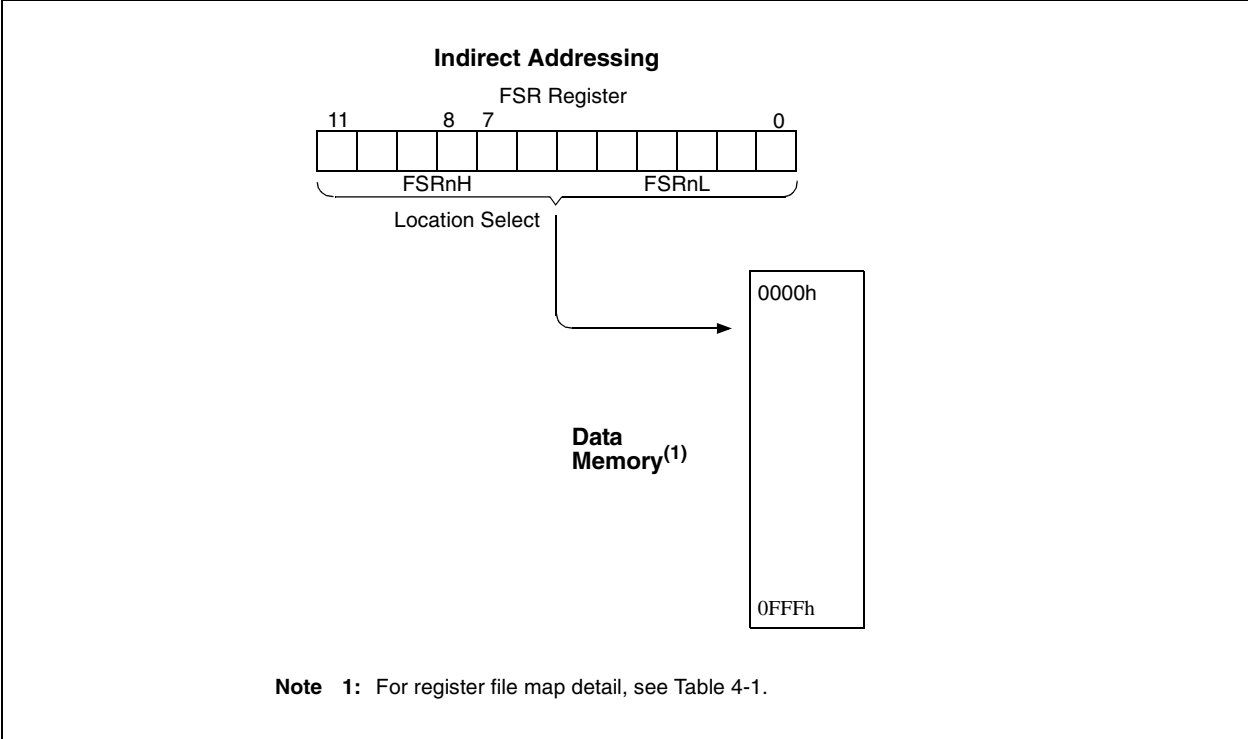 Indirect Addressing
FSR Register
11 8 7 0
FSRnH FSRnL
Location Select
0000h
Data
Memory(1)
0FFFh
Note 1: For register file map detail, see Table 4-1.